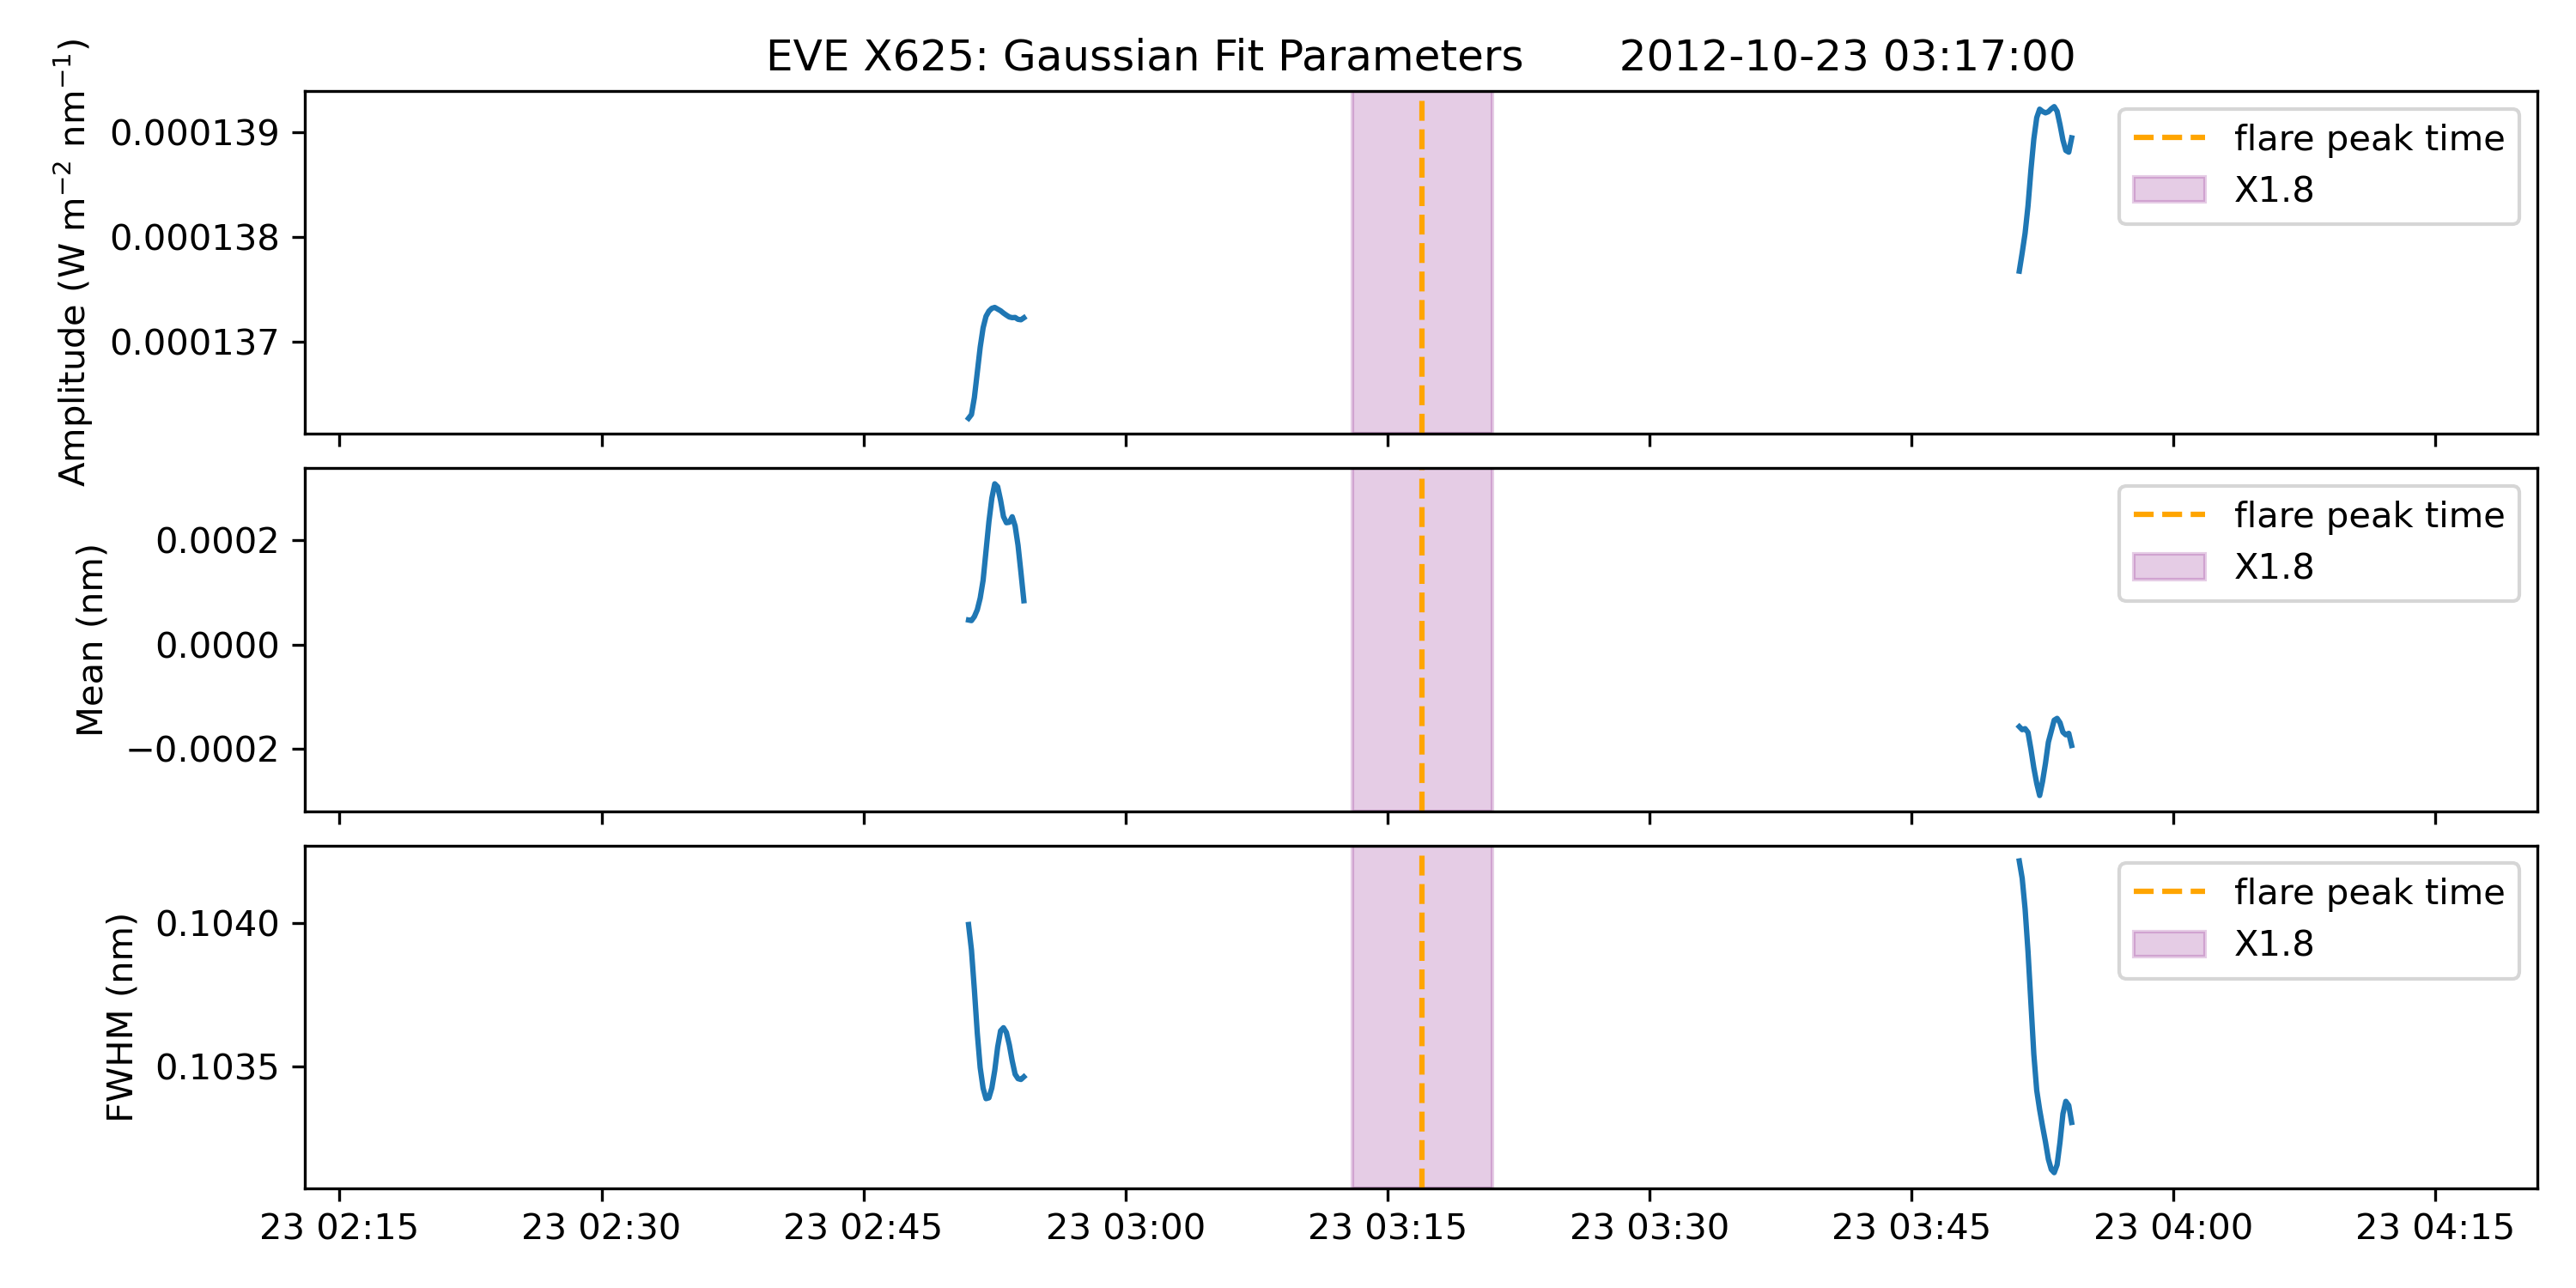 EVE X625: Gaussian Fit Parameters 2012-10-23 03:17:00
Amplitude (W m⁻² nm⁻¹)
0.000139
0.000138
0.000137
flare peak time
X1.8
Mean (nm)
0.0002
0.0000
−0.0002
flare peak time
X1.8
FWHM (nm)
0.1040
0.1035
flare peak time
X1.8
23 02:15 23 02:30 23 02:45 23 03:00 23 03:15 23 03:30 23 03:45 23 04:00 23 04:15